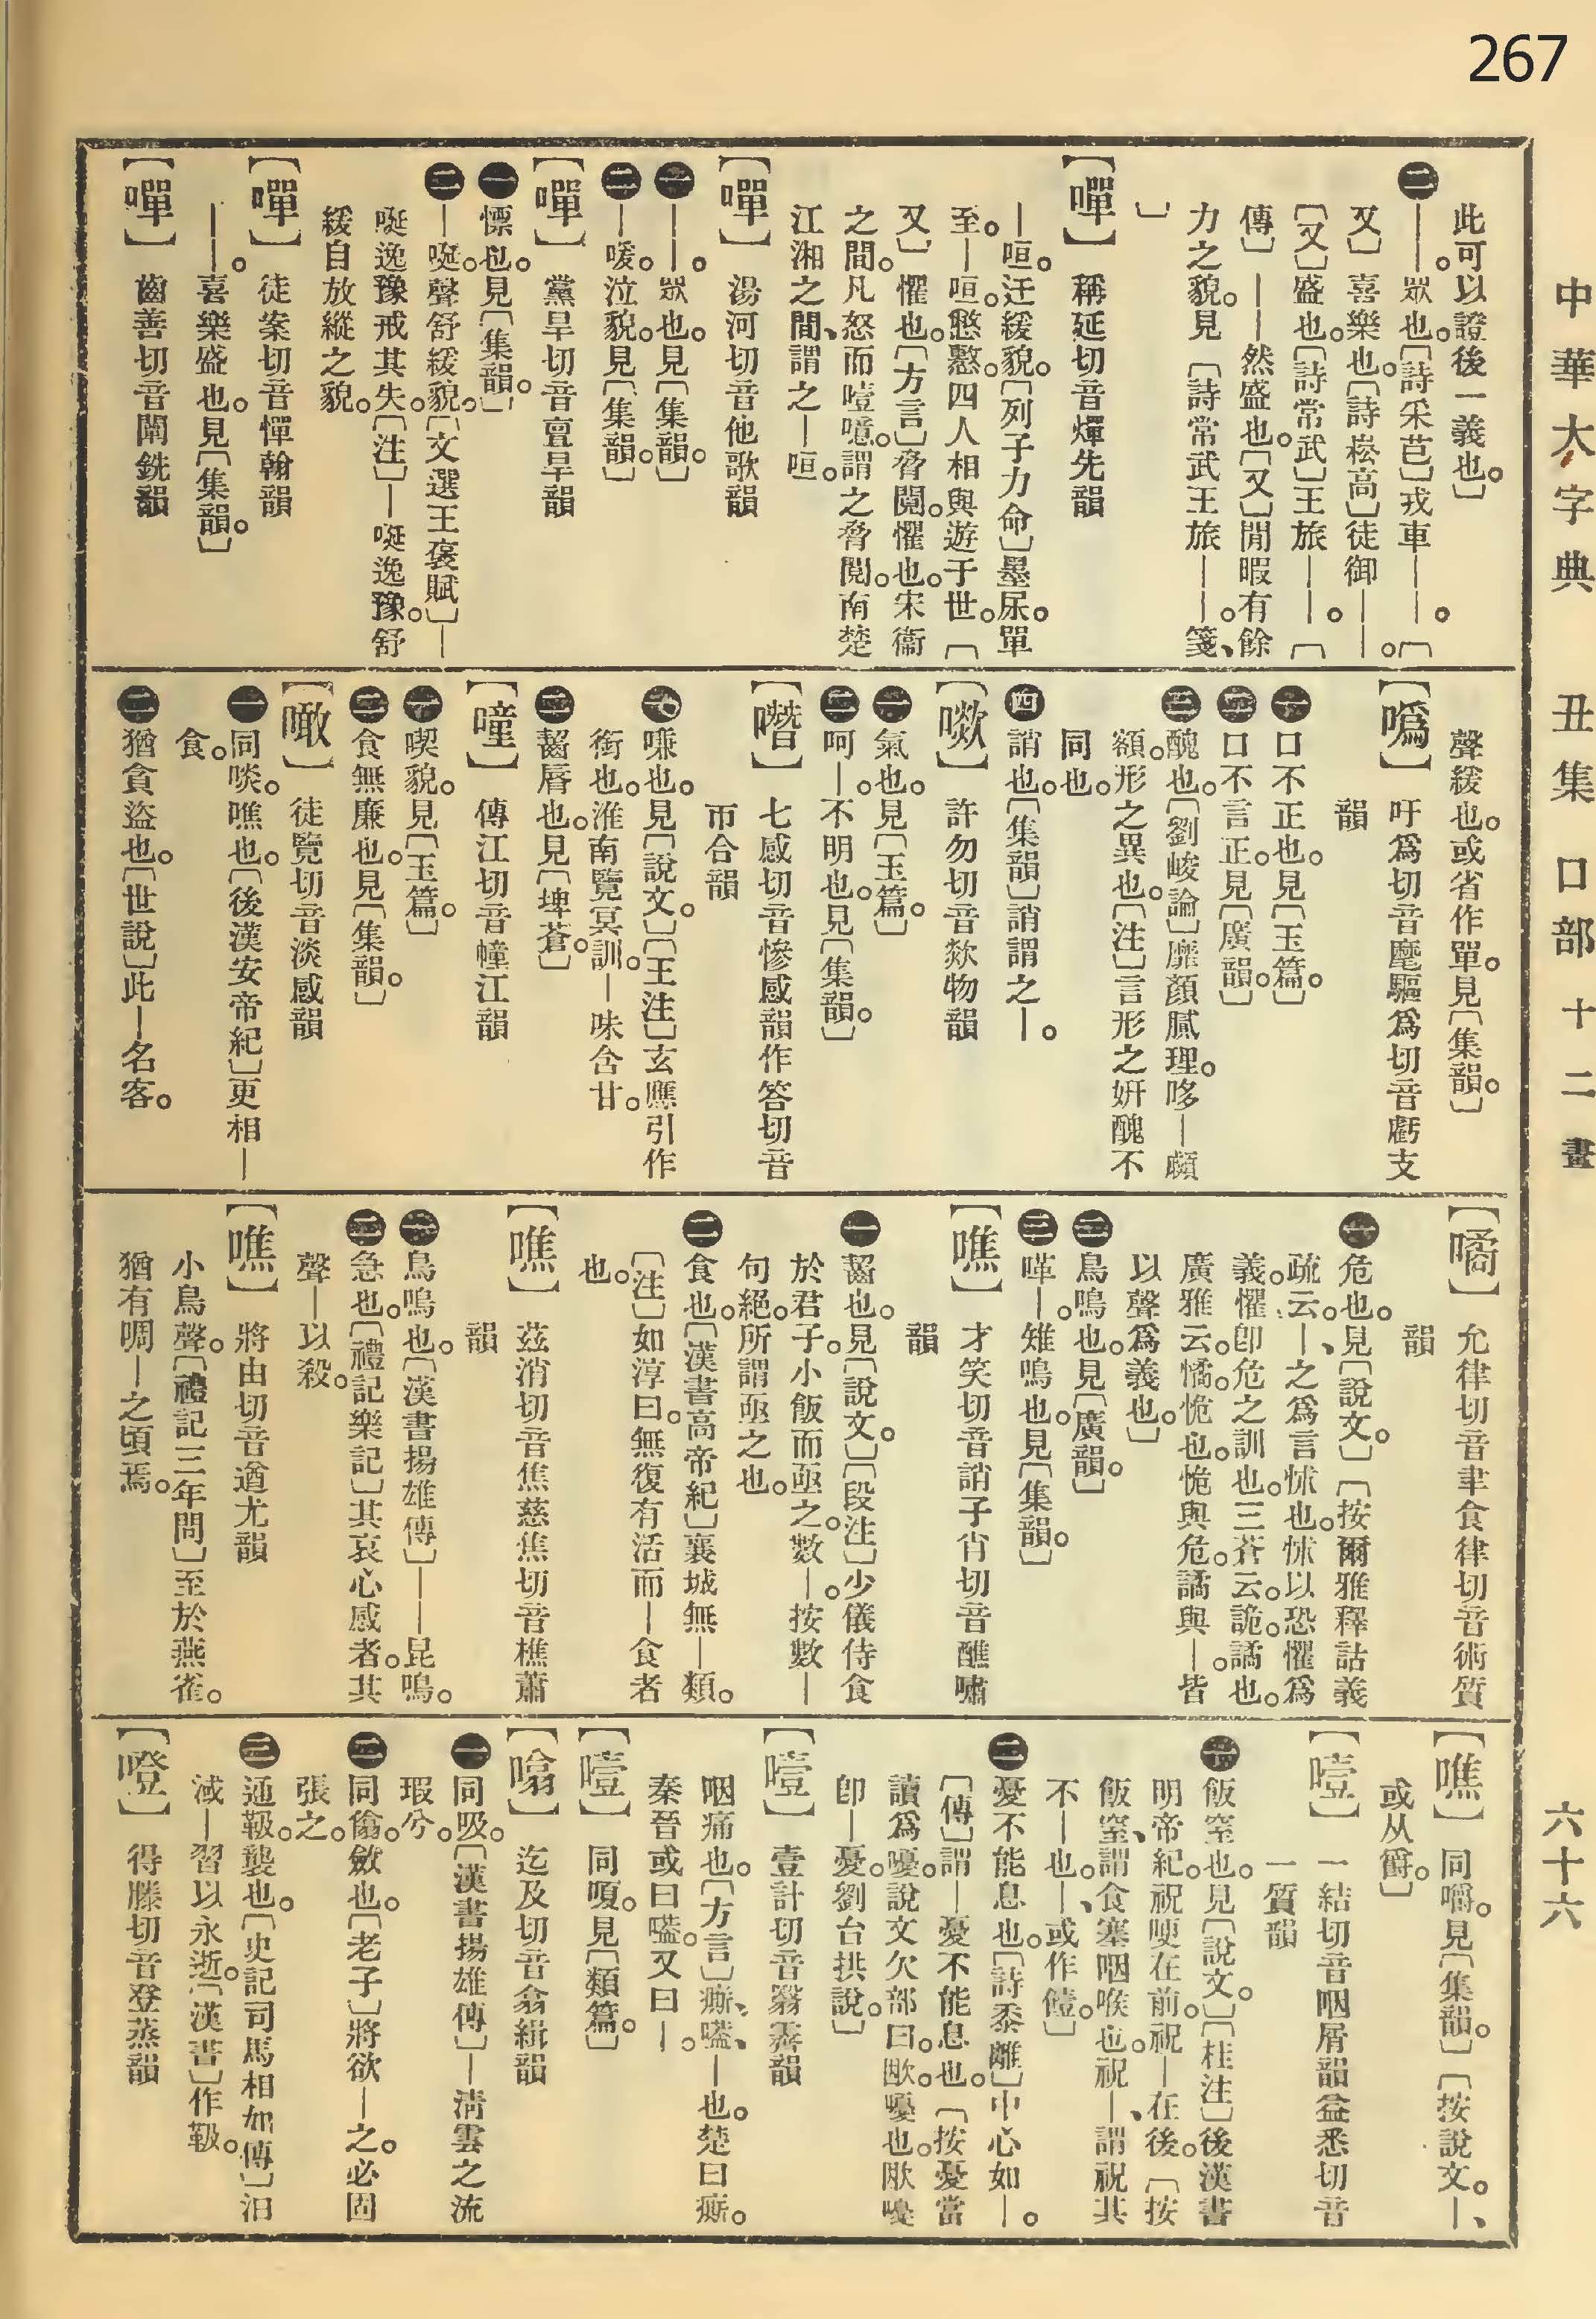 267
中華大字典　丑集　口部　十二畫　六十六
此可以證後一義也。〕
㊁——。眾也。〔詩采芑〕戎車——。〔
又〕喜樂也。〔詩崧高〕徒御——。
〔又〕盛也。〔詩常武〕王旅——。〔
傳〕——然盛也。〔又〕閒暇有餘
力之貌。見〔詩常武王旅——。箋、
〕
【嘽】稱延切音燀先韻
—咺。迂緩貌。〔列子力命〕墨杘。單
至。—咺。憋懯。四人相與遊于世。〔
又〕懼也。〔方言〕脅鬩。懼也。宋衞
之間。凡怒而噎噫。謂之脅鬩。南楚
江湘之間、謂之—咺。
【嘽】湯河切音他歌韻
㊀——。眾也。見〔集韻。〕
㊁—嗳。泣貌。見〔集韻。〕
【嘽】黨旱切音亶旱韻
㊀慄也。見〔集韻。〕
㊁—唌。聲舒緩貌。〔文選王褒賦〕—
唌逸豫戒其失。〔注〕—唌逸豫。舒
緩自放縱之貌。
【嘽】徒案切音憚翰韻
——。喜樂盛也。見〔集韻。〕
【嘽】齒善切音闡銑韻
聲緩也。或省作單。見〔集韻。〕
【噅】吁爲切音麾驅爲切音虧支
韻
㊀口不正也。見〔玉篇。〕
㊁口不言正。見〔廣韻。〕
㊂醜也。〔劉峻論〕靡顏膩理。哆—顣
頞。形之異也。〔注〕言形之妍醜不
同也。
㊃誚也。〔集韻〕誚謂之—。
【㗵】許勿切音欻物韻
㊀氣也。見〔玉篇。〕
㊁呵—。不明也。見〔集韻。〕
【噆】七感切音慘感韻作答切音
帀合韻
㊀嗛也。見〔說文。〕〔王注〕玄應引作
銜也。淮南覽冥訓。—味含甘。
㊁齧脣也。見〔埤蒼。〕
【噇】傳江切音幢江韻
㊀喫貌。見〔玉篇。〕
㊁食無廉也。見〔集韻。〕
【噉】徒覽切音淡感韻
㊀同啖。噍也。〔後漢安帝紀〕更相—
食。
㊁猶貪盜也。〔世說〕此—名客。
【噊】允律切音聿食律切音術質
韻
㊀危也。見〔說文。〕〔按爾雅釋詁義
疏云。—、之爲言怵也。怵以恐懼爲
義。懼卽危之訓也。三蒼云。詭。譎也。
廣雅云。憰。恑也。恑與危。譎與—。皆
以聲爲義也。〕
㊁鳥鳴也。見〔廣韻。〕
㊂嘩—。雉鳴也。見〔集韻。〕
【噍】才笑切音誚子肖切音醮嘯
韻
㊀齧也。見〔說文。〕〔段注〕少儀侍食
於君子。小飯而亟之。數—。按數—
句絕。所謂亟之也。
㊁食也。〔漢書高帝紀〕襄城無—類。
〔注〕如淳曰。無復有活而—食者
也。
【噍】茲消切音焦慈焦切音樵蕭
韻
㊀鳥鳴也。〔漢書揚雄傳〕——昆鳴。
㊁急也。〔禮記樂記〕其哀心感者。其
聲—以殺。
【噍】將由切音遒尤韻
小鳥聲。〔禮記三年問〕至於燕雀。
猶有啁—之頃焉。
【噍】同嚼。見〔集韻。〕〔按說文。—、
或从爵。〕
【噎】一結切音咽屑韻益悉切音
一質韻
㊀飯窒也。見〔說文。〕〔桂注〕後漢書
明帝紀。祝哽在前。祝—在後。〔按
飯窒、謂食塞咽喉也。祝—、謂祝其
不—也。—、或作饐。〕
㊁憂不能息也。〔詩黍離〕中心如—。
〔傳〕謂—憂不能息也。〔按憂當
讀爲嚘。說文欠部曰。㰶。嚘也。㰶嚘
卽—憂。劉台拱說。〕
【噎】壹計切音翳霽韻
咽痛也。〔方言〕廝、嗌、—也。楚曰廝。
秦晉或曰嗌。又曰—。
【噎】同嗄。見〔類篇。〕
【噏】迄及切音翕緝韻
㊀同吸。〔漢書揚雄傳〕—淸雲之流
瑕兮。
㊁同傓。斂也。〔老子〕將欲—之。必固
張之。
㊂通靸。襲也。〔史記司馬相如傳〕汨
淢—習以永逝。〔漢書〕作靸。
【噔】得滕切音登蒸韻